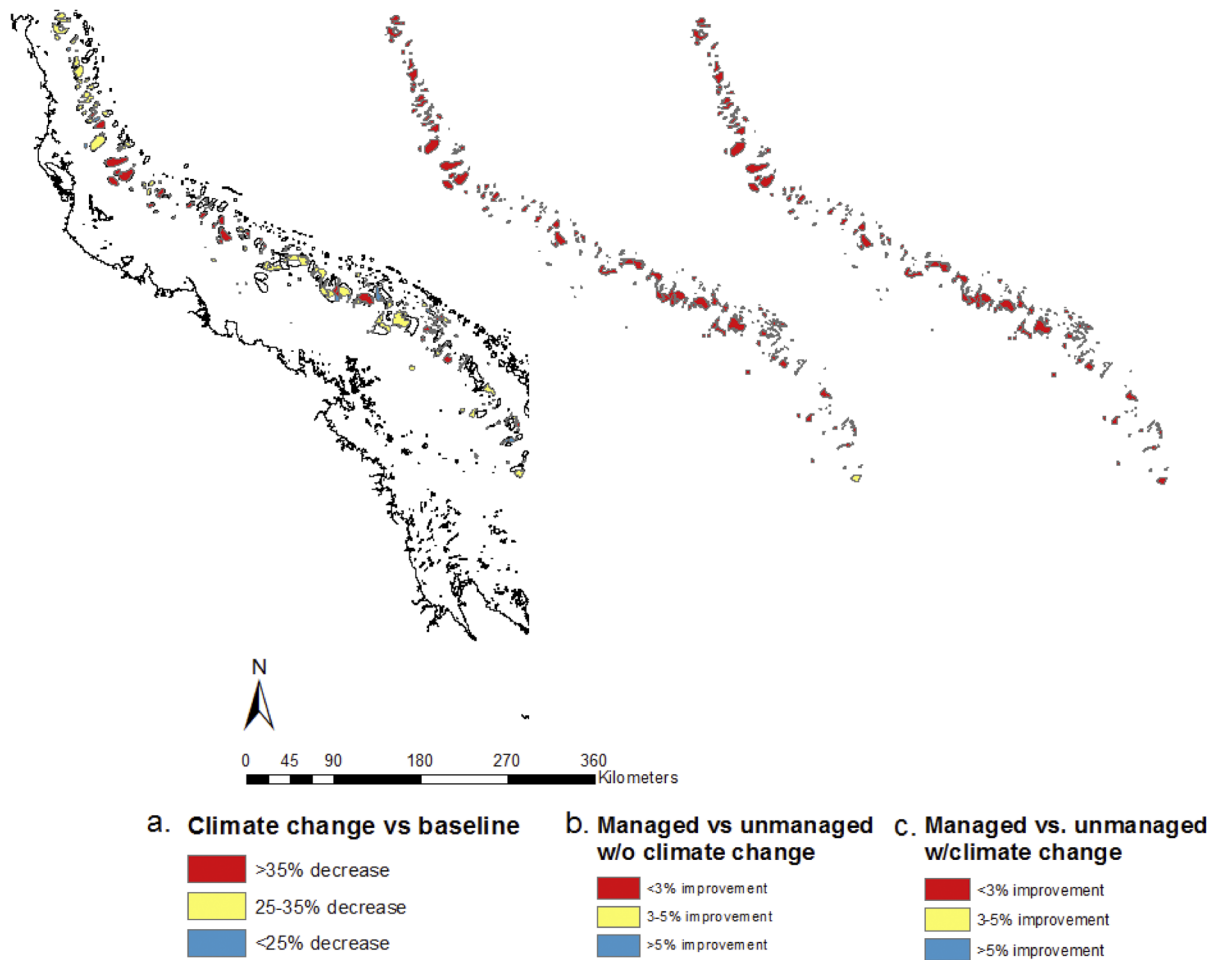 N
0 45 90 180 270 360
Kilometers
a. Climate change vs baseline
>35% decrease
25-35% decrease
<25% decrease
b. Managed vs unmanaged
w/o climate change
<3% improvement
3-5% improvement
>5% improvement
c. Managed vs. unmanaged
w/climate change
<3% improvement
3-5% improvement
>5% improvement